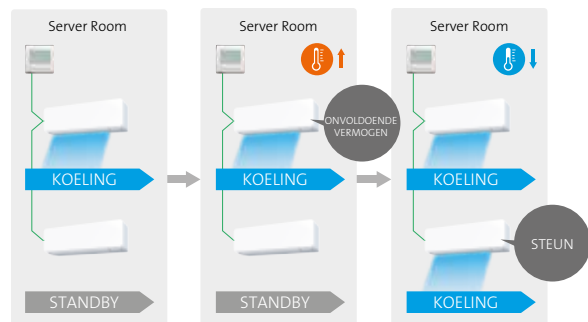 Server Room
KOELING
STANDBY
Server Room
ONVOLDOENDE
VERMOGEN
KOELING
STANDBY
Server Room
KOELING
STEUN
KOELING